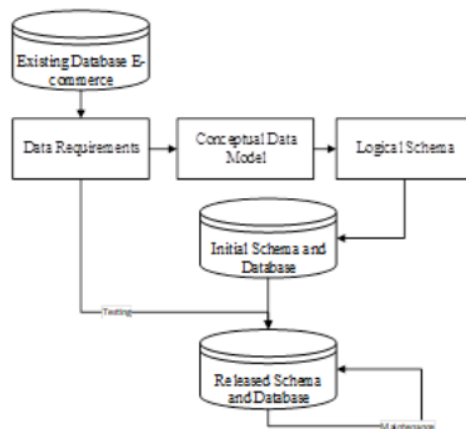 Existing Database E-
commerce
Data Requirements
Conceptual Data
Model
Logical Schema
Initial Schema and
Database
Testing
Released Schema
and Database
Maintenance